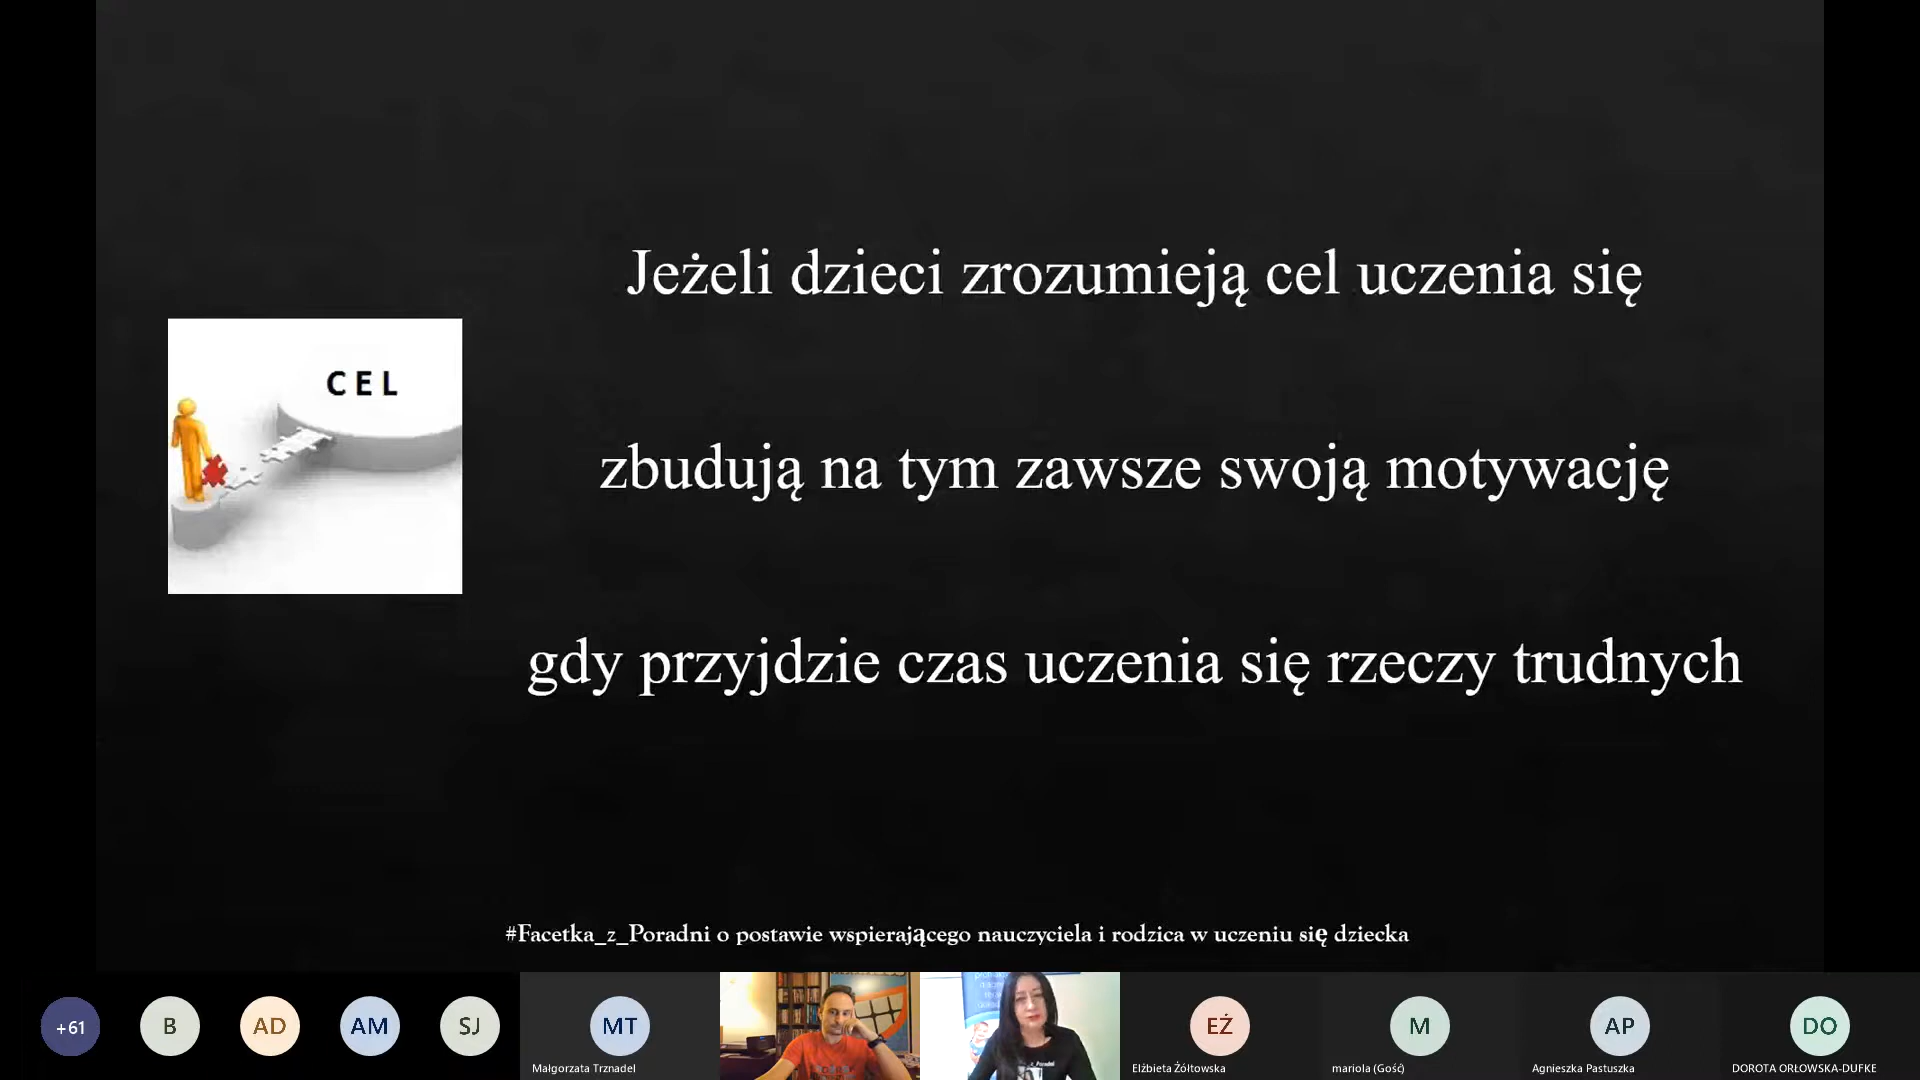 Jeżeli dzieci zrozumieją cel uczenia się
CEL
zbudują na tym zawsze swoją motywację
gdy przyjdzie czas uczenia się rzeczy trudnych
#Facetka_z_Poradni o postawie wspierającego nauczyciela i rodzica w uczeniu się dziecka
+61
B
AD
AM
SJ
MT
EŻ
M
AP
DO
Małgorzata Trznadel
Elżbieta Żółtowska
mariola (Gość)
Agnieszka Pastuszka
DOROTA ORŁOWSKA-DUFKE